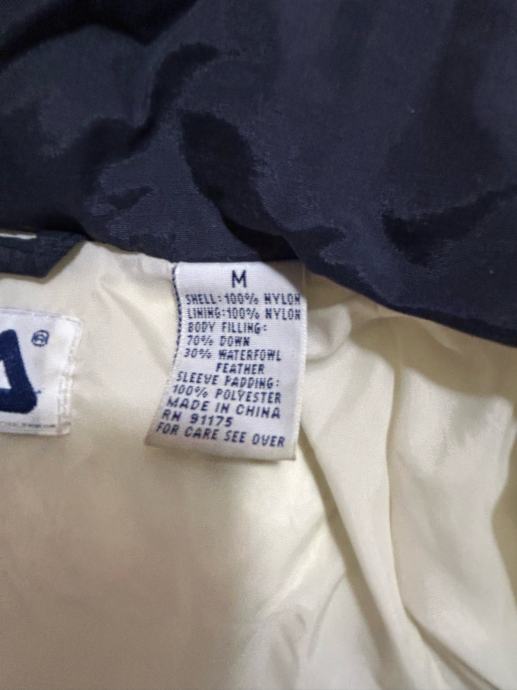 A®
M
SHELL: 100% NYLON
LINING: 100% NYLON
BODY FILLING:
70% DOWN
30% WATERFOWL
FEATHER
SLEEVE PADDING:
100% POLYESTER
MADE IN CHINA
RN 91175
FOR CARE SEE OVER